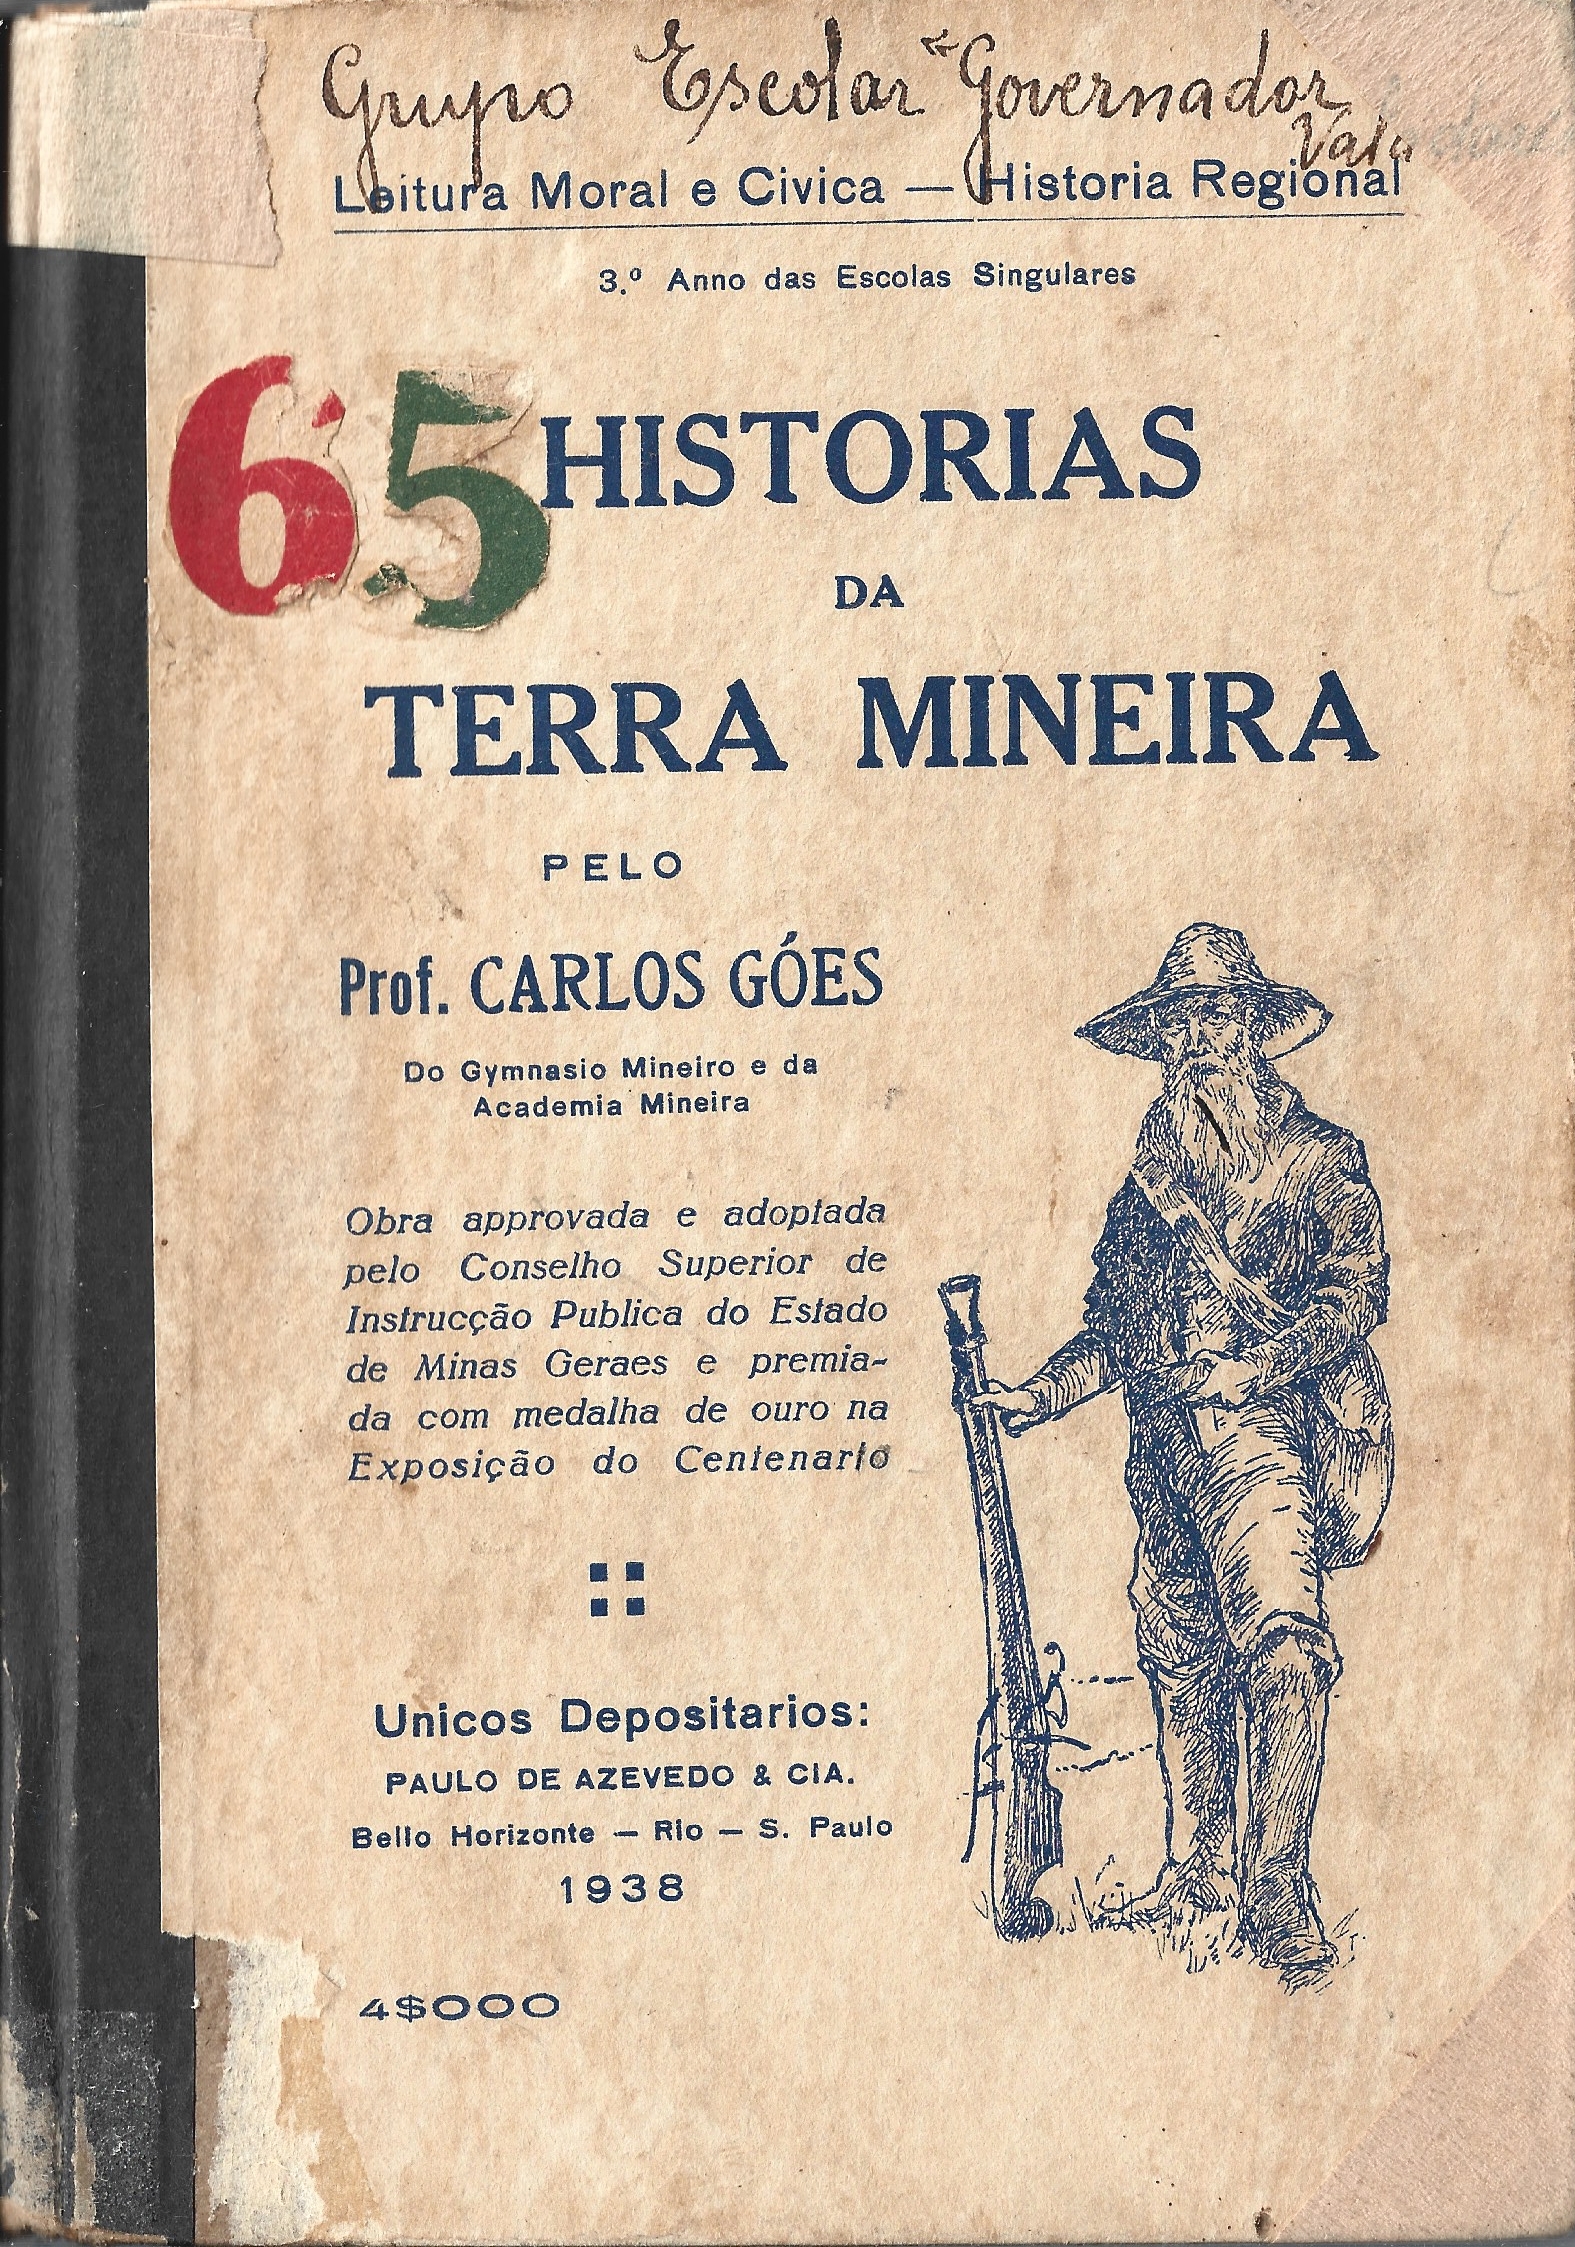 Grupo Escolar "Governador
Vala
Leitura Moral e Civica — Historia Regional
3.º Anno das Escolas Singulares
65
HISTORIAS
DA
TERRA MINEIRA
PELO
Prof. CARLOS GÓES
Do Gymnasio Mineiro e da
Academia Mineira
Obra approvada e adoptada
pelo Conselho Superior de
Instrucção Publica do Estado
de Minas Geraes e premia-
da com medalha de ouro na
Exposição do Centenario
Unicos Depositarios:
PAULO DE AZEVEDO & CIA.
Bello Horizonte — Rio — S. Paulo
1938
4$000